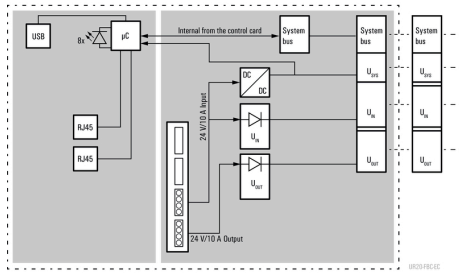 USB
8x
µC
Internal from the control card
System
bus
System
bus
System
bus
DC
DC
U SYS
U SYS
24 V/10 A Input
U IN
U IN
U IN
RJ45
RJ45
U OUT
U OUT
U OUT
24 V/10 A Output
UR20-FBC-EC